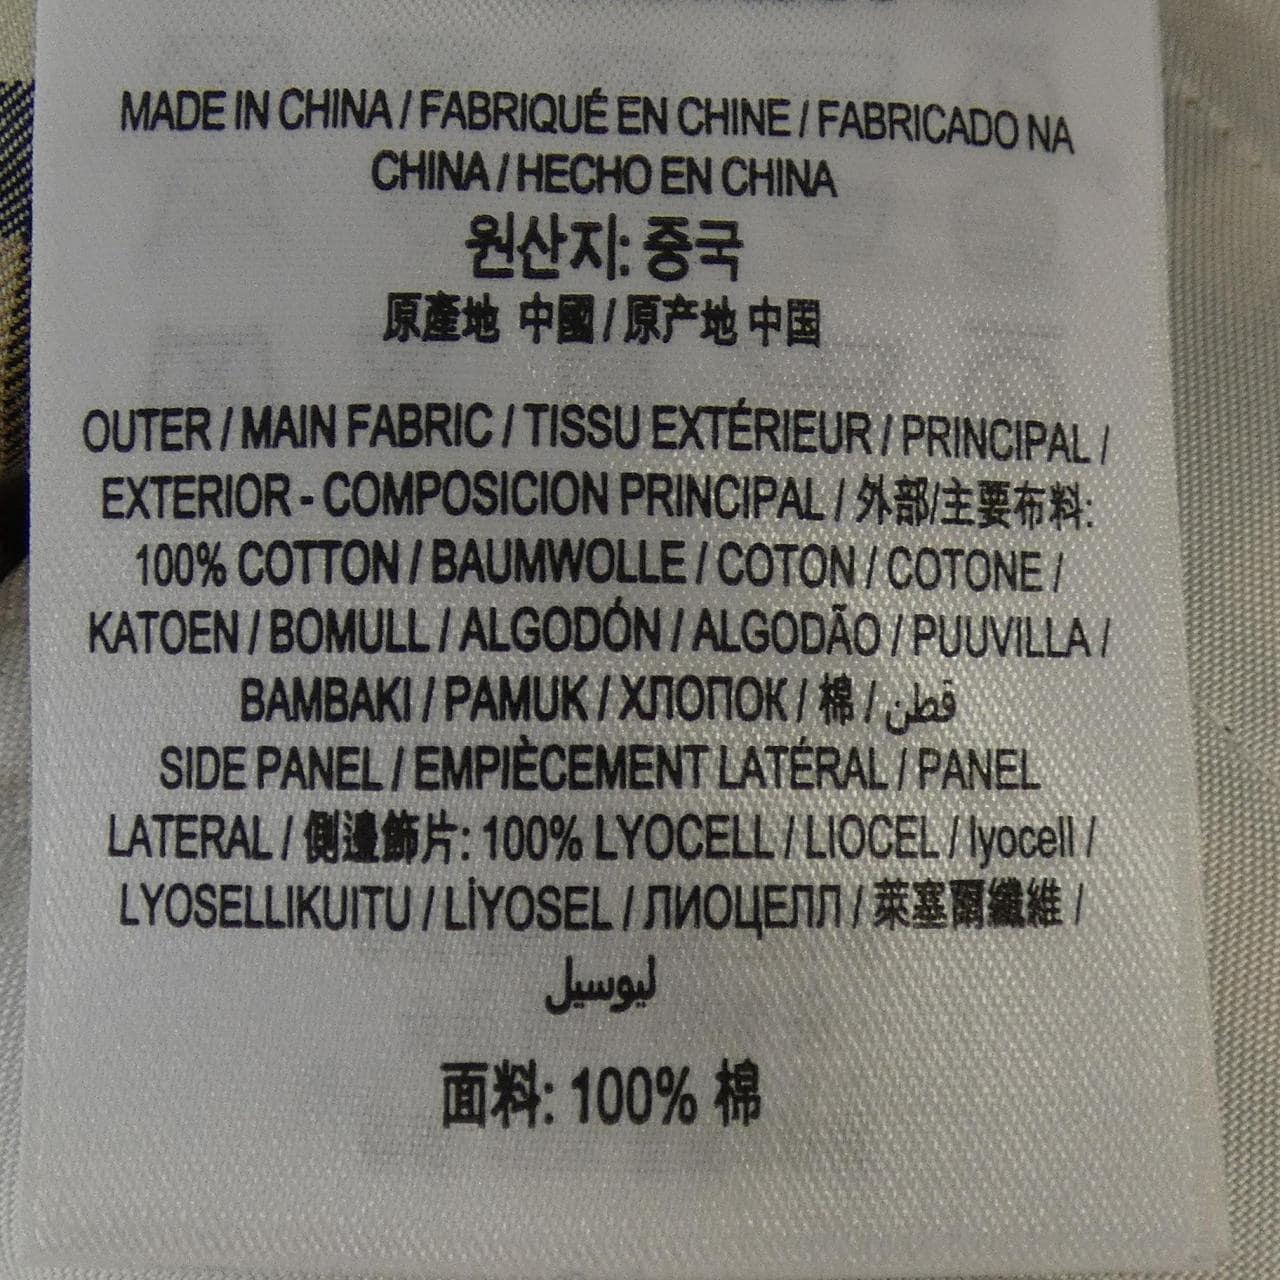 MADE IN CHINA / FABRIQUÉ EN CHINE / FABRICADO NA
CHINA / HECHO EN CHINA
원산지: 중국
原產地 中國 / 原产地 中国
OUTER / MAIN FABRIC / TISSU EXTÉRIEUR / PRINCIPAL /
EXTERIOR - COMPOSICION PRINCIPAL / 外部/主要布料:
100% COTTON / BAUMWOLLE / COTON / COTONE /
KATOEN / BOMULL / ALGODÓN / ALGODÃO / PUUVILLA /
BAMBAKI / PAMUK / ХЛОПОК / 棉 / قطن
SIDE PANEL / EMPIÈCEMENT LATÉRAL / PANEL
LATERAL / 側邊飾片: 100% LYOCELL / LIOCEL / lyocell /
LYOSELLIKUITU / LİYOSEL / ЛИОЦЕЛЛ / 萊塞爾纖維 /
ليوسيل
面料: 100% 棉